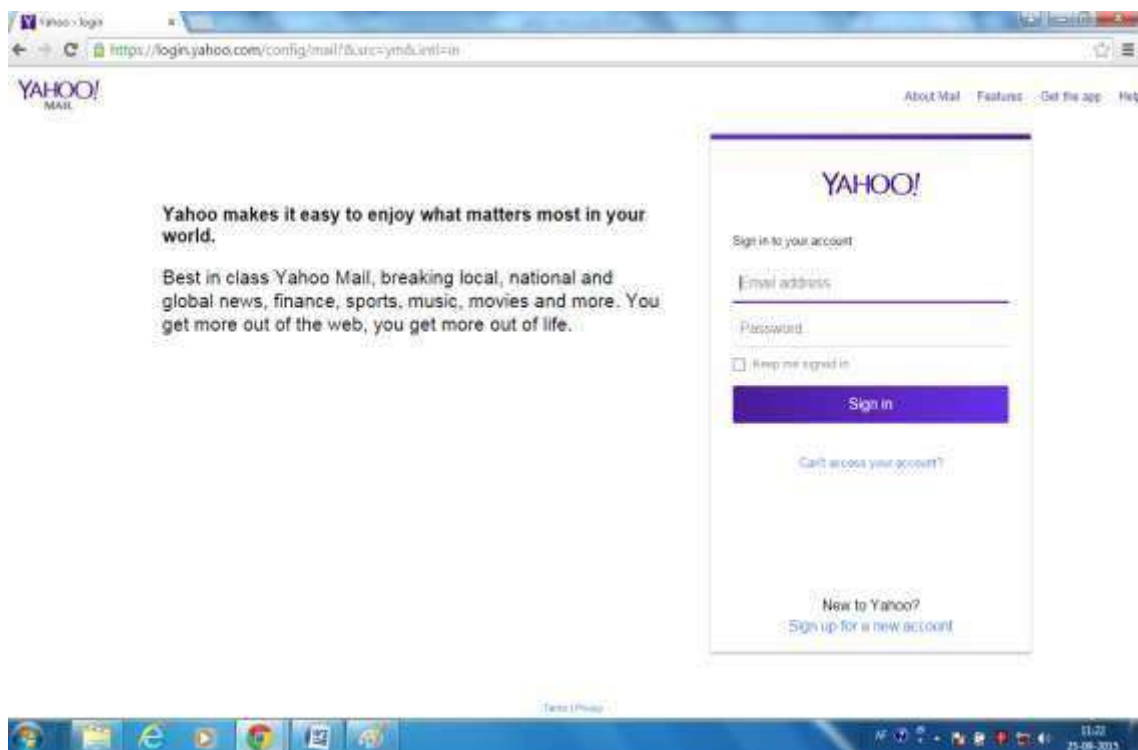 Yahoo - login
https://login.yahoo.com/config/mail?&.src=ym&.intl=in
YAHOO!
MAIL
About Mail Features Get the app Help
YAHOO!
Yahoo makes it easy to enjoy what matters most in your
world.
Best in class Yahoo Mail, breaking local, national and
global news, finance, sports, music, movies and more. You
get more out of the web, you get more out of life.
Sign in to your account
Email address
Password
Keep me signed in
Sign in
Can't access your account?
New to Yahoo?
Sign up for a new account
Terms | Privacy
11:22